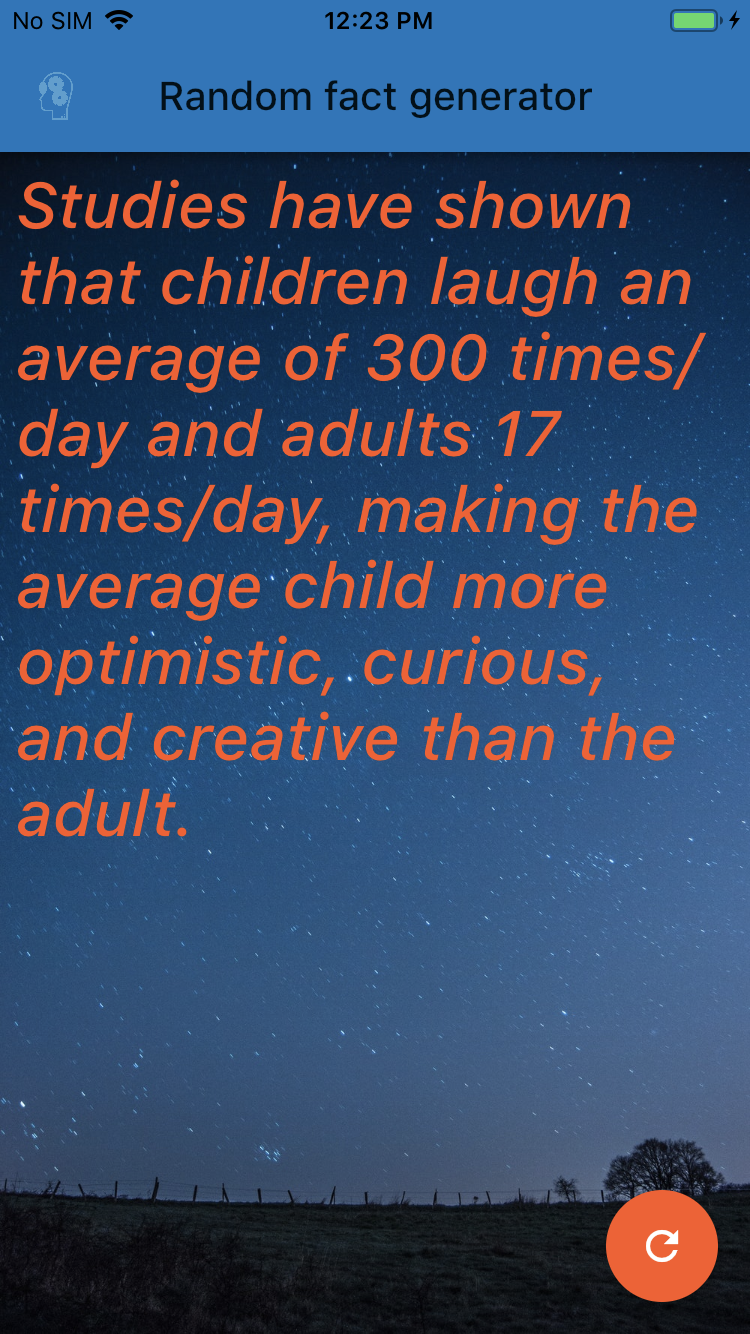 No SIM 12:23 PM
Random fact generator
Studies have shown
that children laugh an
average of 300 times/
day and adults 17
times/day, making the
average child more
optimistic, curious,
and creative than the
adult.